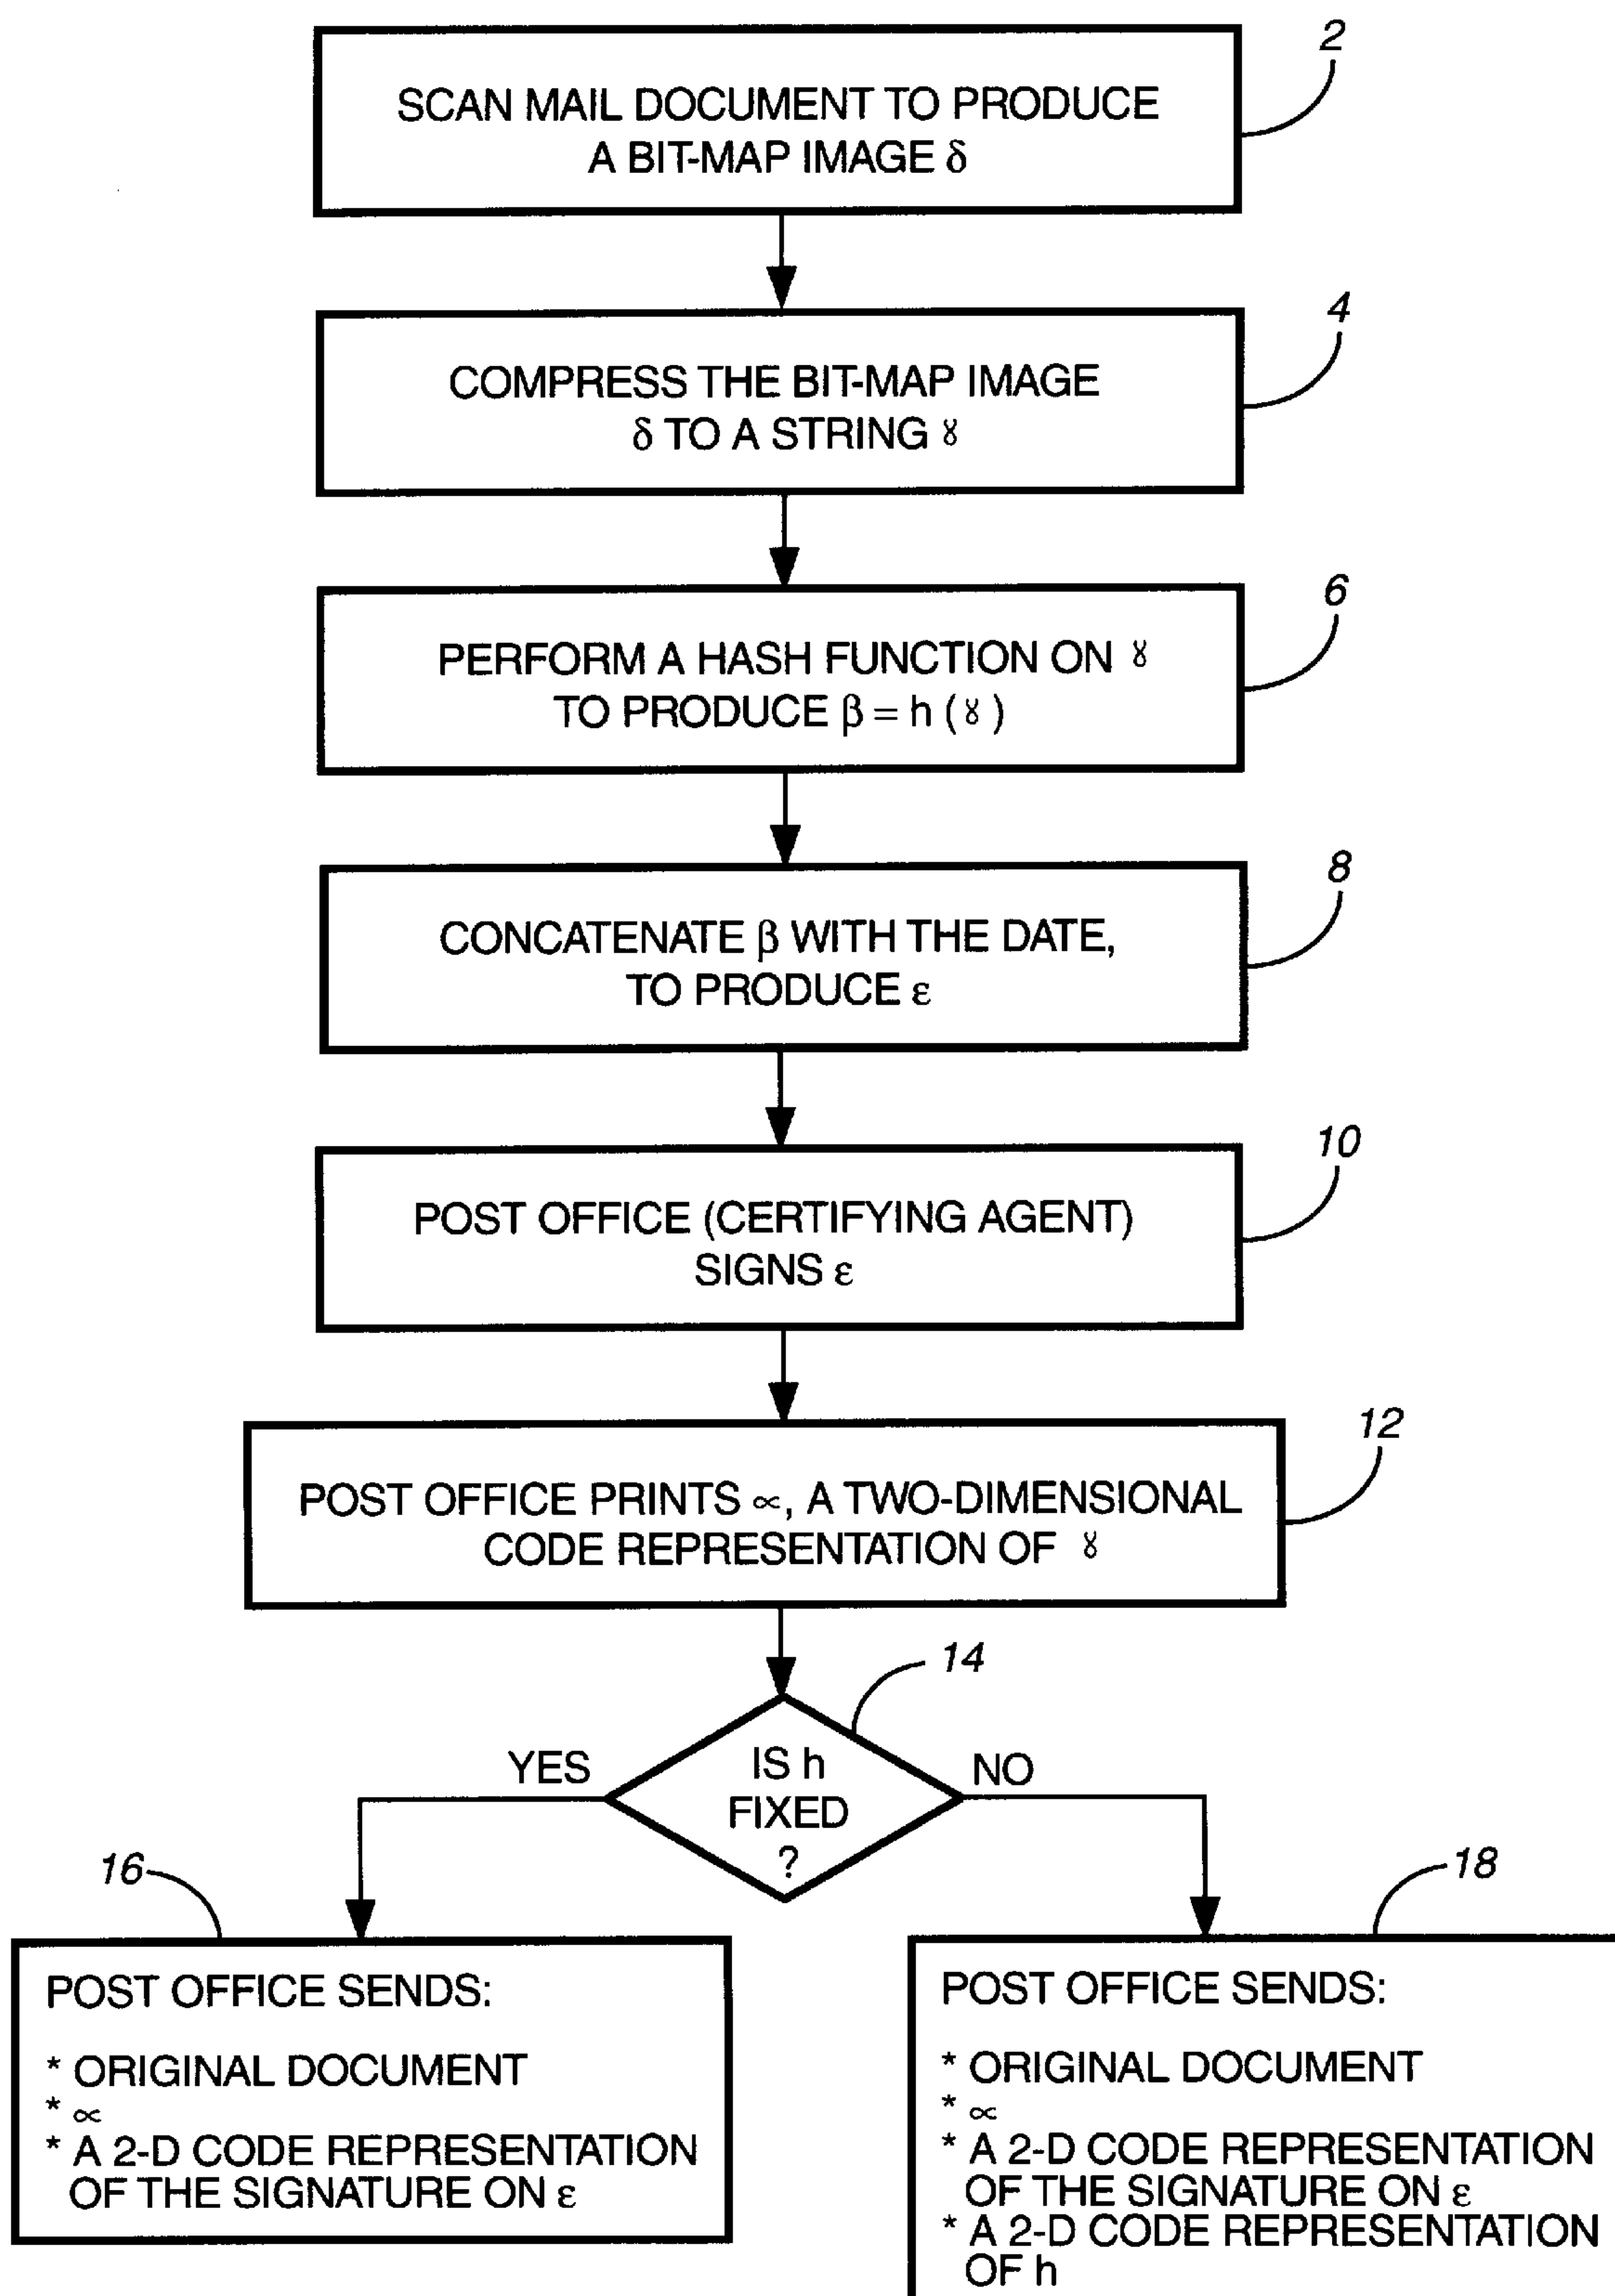 2
SCAN MAIL DOCUMENT TO PRODUCE
A BIT-MAP IMAGE δ
4
COMPRESS THE BIT-MAP IMAGE
δ TO A STRING ɣ
6
PERFORM A HASH FUNCTION ON ɣ
TO PRODUCE β = h ( ɣ )
8
CONCATENATE β WITH THE DATE,
TO PRODUCE ε
10
POST OFFICE (CERTIFYING AGENT)
SIGNS ε
12
POST OFFICE PRINTS ∝, A TWO-DIMENSIONAL
CODE REPRESENTATION OF ɣ
14
YES
IS h
FIXED
?
NO
16
POST OFFICE SENDS:
* ORIGINAL DOCUMENT
* ∝
* A 2-D CODE REPRESENTATION
OF THE SIGNATURE ON ε
18
POST OFFICE SENDS:
* ORIGINAL DOCUMENT
* ∝
* A 2-D CODE REPRESENTATION
OF THE SIGNATURE ON ε
* A 2-D CODE REPRESENTATION
OF h